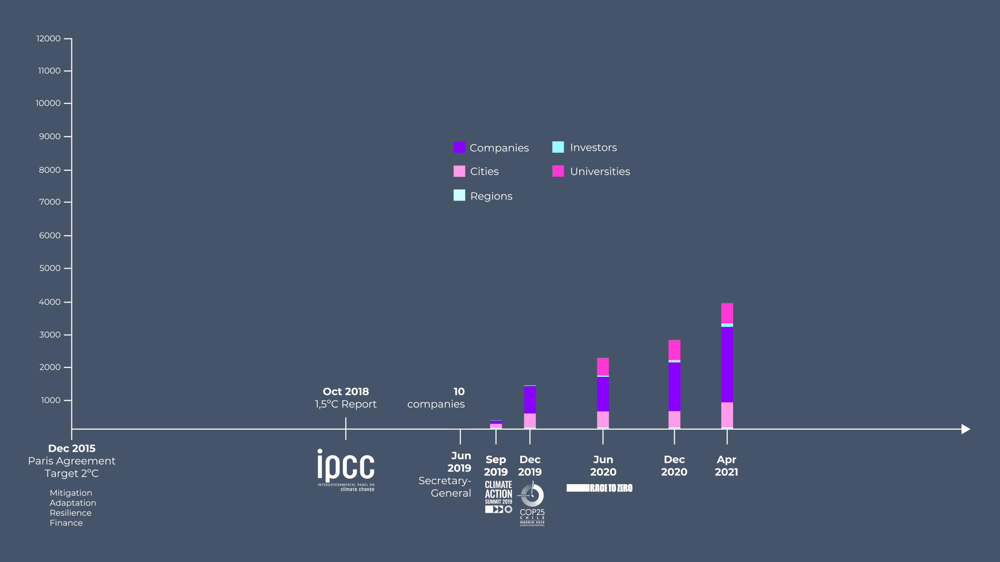 12000
11000
10000
9000
8000
7000
6000
5000
4000
3000
2000
1000
Companies
Investors
Cities
Universities
Regions
Oct 2018
1,5ºC Report
10
companies
Dec 2015
Paris Agreement
Target 2ºC
Mitigation
Adaptation
Resilience
Finance
ipcc
INTERGOVERNMENTAL PANEL ON
climate change
Jun
2019
Secretary-
General
Sep
2019
CLIMATE
ACTION
SUMMIT 2019
Dec
2019
COP25
CHILE
MADRID 2019
Jun
2020
RACE TO ZERO
Dec
2020
Apr
2021